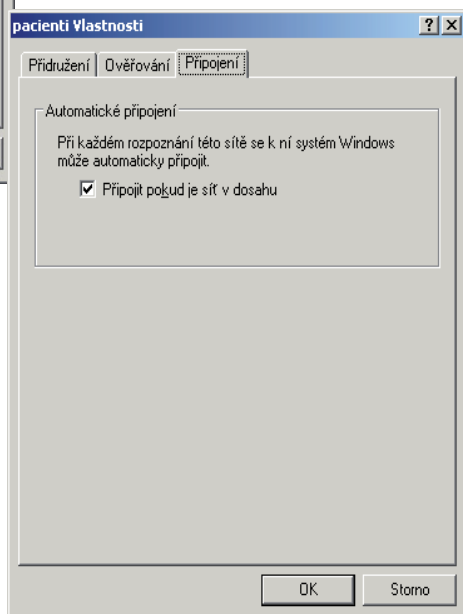 pacienti Vlastnosti
Přidružení Ověřování Připojení
Automatické připojení
Při každém rozpoznání této sítě se k ní systém Windows
může automaticky připojit.
Připojit pokud je síť v dosahu
OK Storno